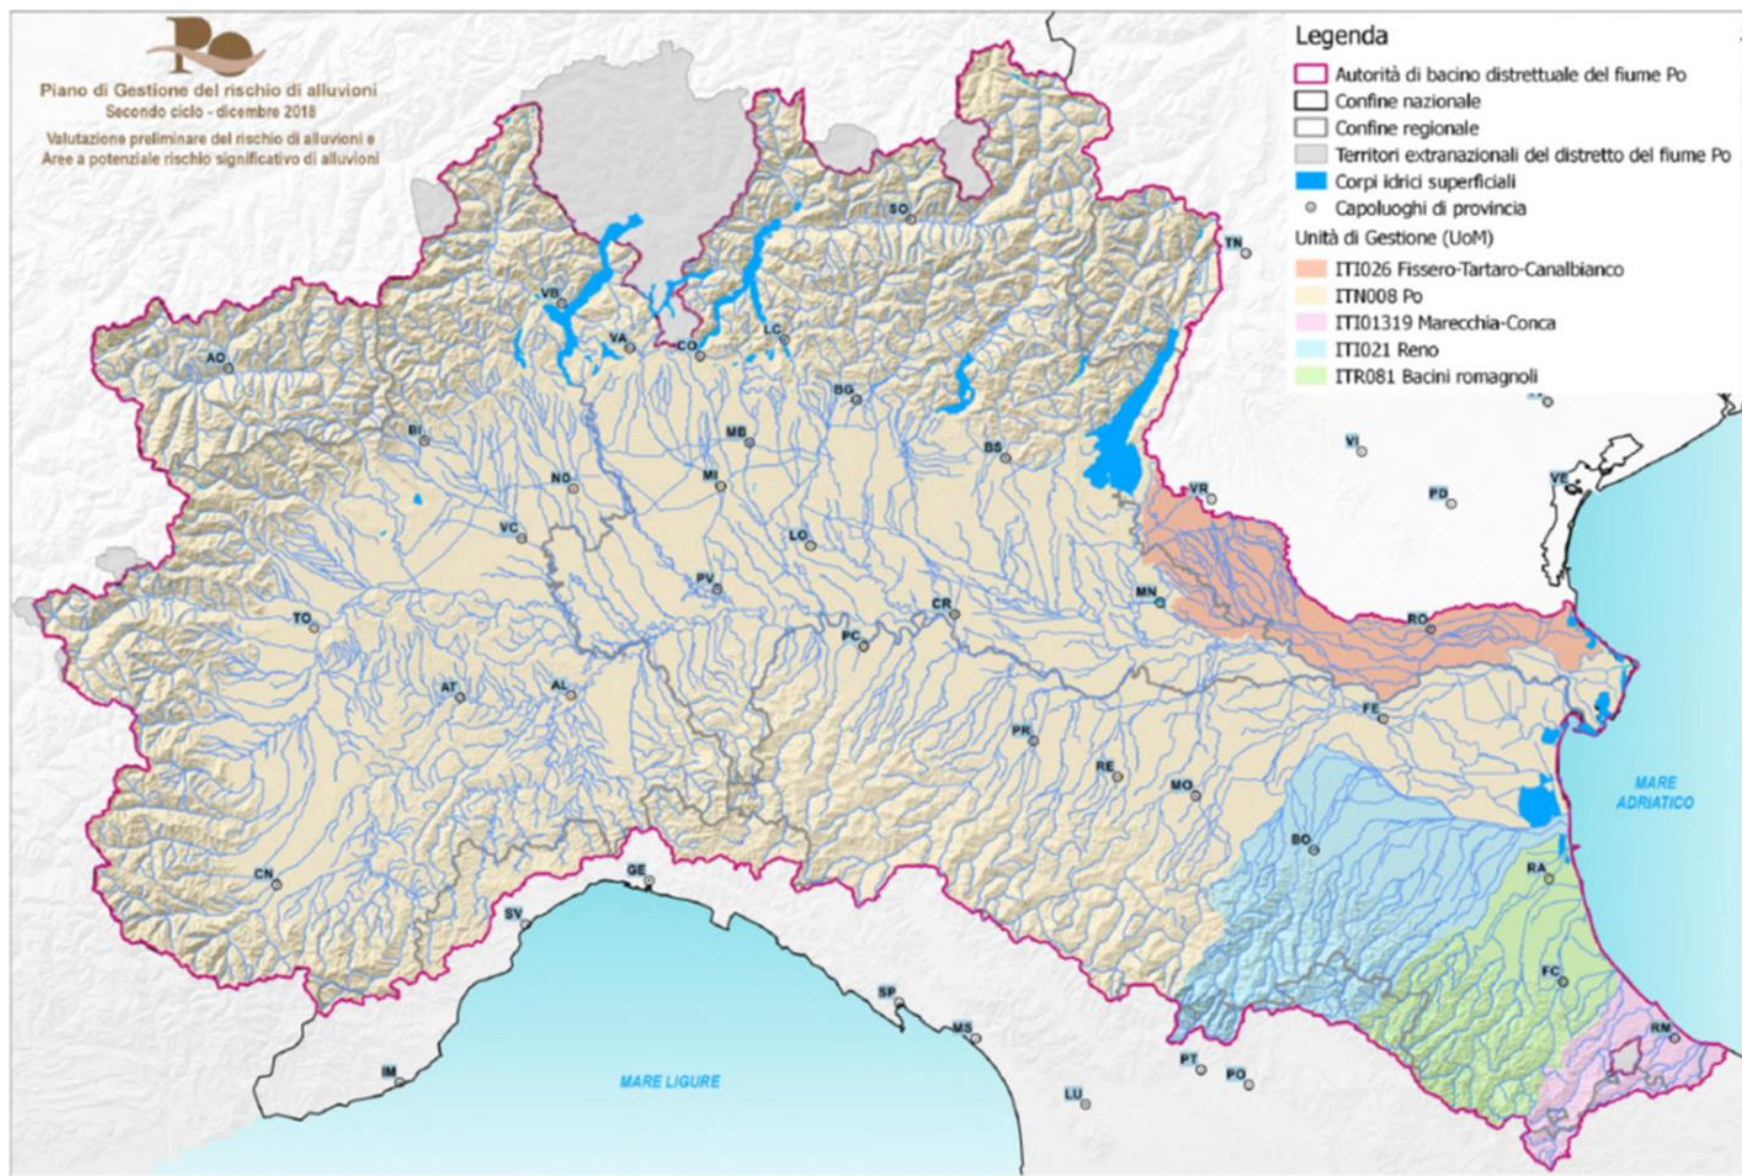 Po
Piano di Gestione del rischio di alluvioni
Secondo ciclo - dicembre 2018
Valutazione preliminare del rischio di alluvioni e
Aree a potenziale rischio significativo di alluvioni
Legenda
Autorità di bacino distrettuale del fiume Po
Confine nazionale
Confine regionale
Territori extranazionali del distretto del fiume Po
Corpi idrici superficiali
Capoluoghi di provincia
Unità di Gestione (UoM)
ITI026 Fissero-Tartaro-Canalbianco
ITN008 Po
ITI01319 Marecchia-Conca
ITI021 Reno
ITR081 Bacini romagnoli
SO
TN
VB
VA
CO
LC
AO
BG
BI
MB
BS
VI
NO
MI
VR
PD
VE
VC
LO
PV
MN
CR
TO
PC
RO
AT
AL
FE
PR
RE
MO
MARE
ADRIATICO
BO
CN
GE
RA
SV
FC
SP
MS
RM
IM
MARE LIGURE
PT
PO
LU